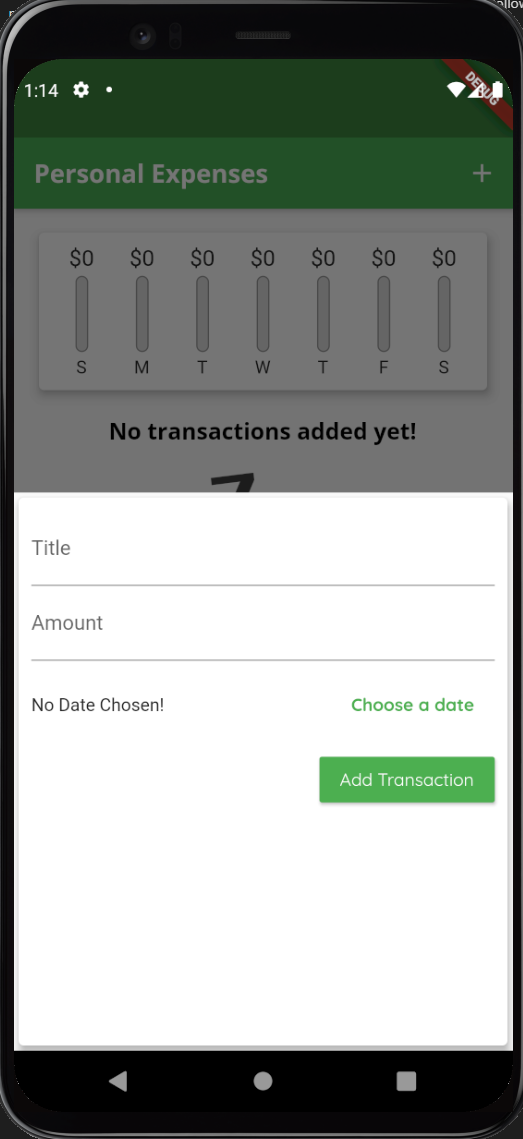 1:14
DEBUG
Personal Expenses +
$0 $0 $0 $0 $0 $0 $0
S M T W T F S
No transactions added yet!
Title
Amount
No Date Chosen! Choose a date
Add Transaction